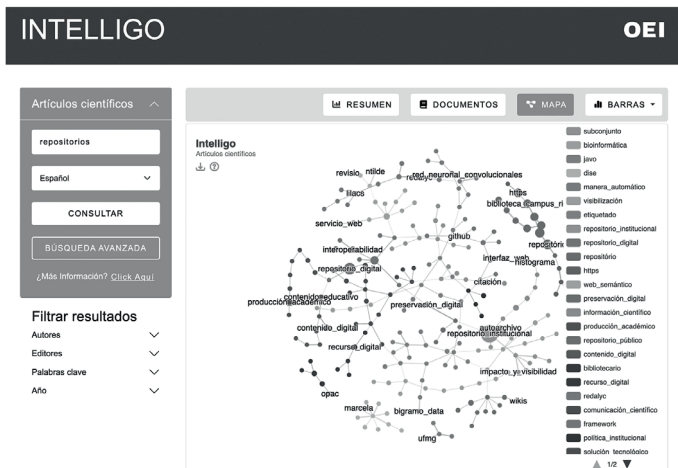 INTELLIGO
OEI
Artículos científicos
repositorios
Español
CONSULTAR
BÚSQUEDA AVANZADA
¿Más Información? Click Aquí
Filtrar resultados
Autores
Editores
Palabras clave
Año
RESUMEN
DOCUMENTOS
MAPA
BARRAS
Intelligo
Artículos científicos
revisio
ntilde
redalyc
red_neuroñal_convolucionales
lilacs
https
biblioteca_campus_ri
servicio_web
github
interoperabilidad
repositóri
interfaz_web
histograma
repositorio_digital
citación
contenido_educativo
producción_académico
preservación_digital
contenido_digital
autoarchivo
repositorio_institucional
recurso_digital
impacto_y_visibilidad
opac
marcela
bigramo_data
wikis
ufmg
subconjunto
bioinformática
javo
dise
manera_automático
visibilización
etiquetado
repositorio_institucional
repositorio_digital
repositório
https
web_semántico
preservación_digital
información_científico
producción_académico
repositorio_público
contenido_digital
bibliotecario
recurso_digital
redalyc
comunicación_científico
framework
política_institucional
solución_tecnológico
1/2